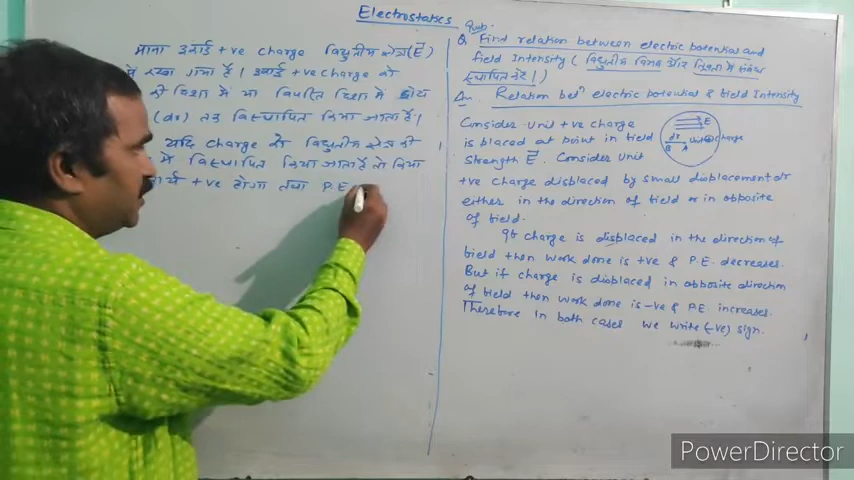 Electrostatics
माना इकाई +ve charge विद्युतीय क्षेत्र(E→)
में रखा गया है। इकाई +ve charge को
की दिशा में या विपरित दिशा में
(dr) तक विस्थापित किया जाता है।
यदि charge को विद्युतीय क्षेत्र की
में विस्थापित किया जाता है तो किया
कार्य +ve होगा तथा P.E
Q Find relation between electric potential and
field Intensity ( विद्युतीय विभव और तिव्रता में संबंध
स्थापित करें।)
Relation betn electric potential & field Intensity
Consider unit +ve charge
is placed at point in field
Strength E→. Consider Unit
+ve charge displaced by small displacement dr
either in the direction of field or in opposite
of field.
If charge is displaced in the direction of
field then work done is +ve & P.E. decreases.
But if charge is displaced in opposite direction
of field then work done is -ve & P.E. increases.
Therefore in both cases we write (-ve) sign.
E
dr
B A Unit + charge
PowerDirector